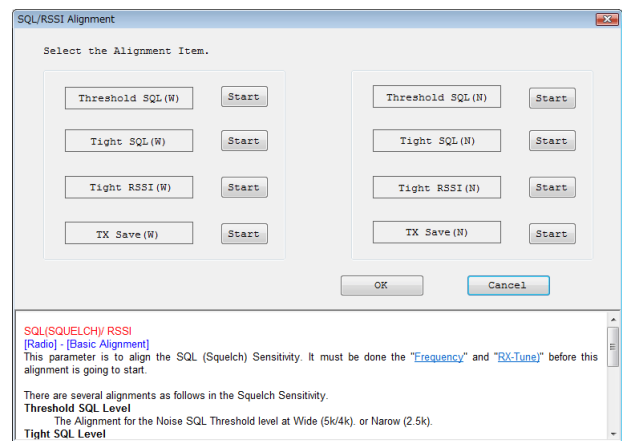 SQL/RSSI Alignment
Select the Alignment Item.
Threshold SQL(W) Start
Tight SQL(W) Start
Tight RSSI(W) Start
TX Save(W) Start
Threshold SQL(N) Start
Tight SQL(N) Start
Tight RSSI(N) Start
TX Save(N) Start
OK Cancel
SQL(SQUELCH)/ RSSI
[Radio] - [Basic Alignment]
This parameter is to align the SQL (Squelch) Sensitivity. It must be done the "Frequency" and "RX-Tune)" before this
alignment is going to start.
There are several alignments as follows in the Squelch Sensitivity.
Threshold SQL Level
The Alignment for the Noise SQL Threshold level at Wide (5k/4k). or Narow (2.5k).
Tight SQL Level